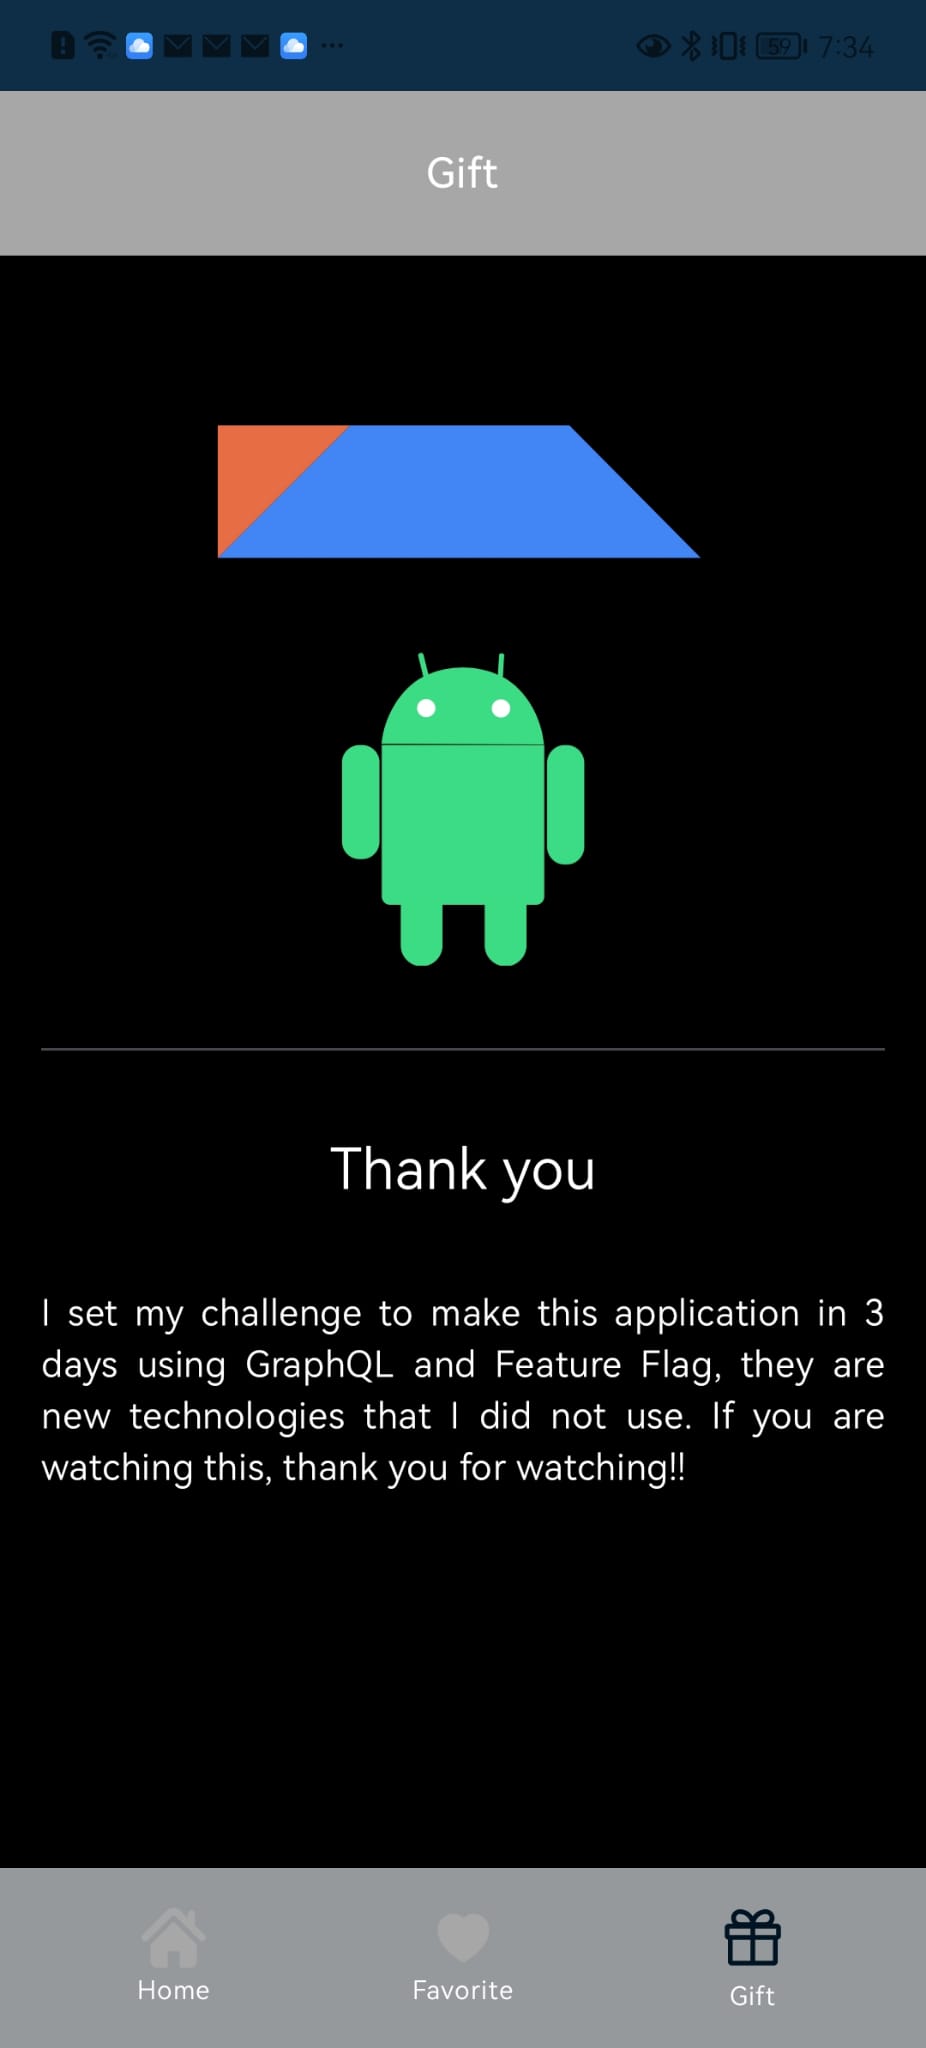 59 7:34
Gift
Thank you
I set my challenge to make this application in 3
days using GraphQL and Feature Flag, they are
new technologies that I did not use. If you are
watching this, thank you for watching!!
Home Favorite Gift